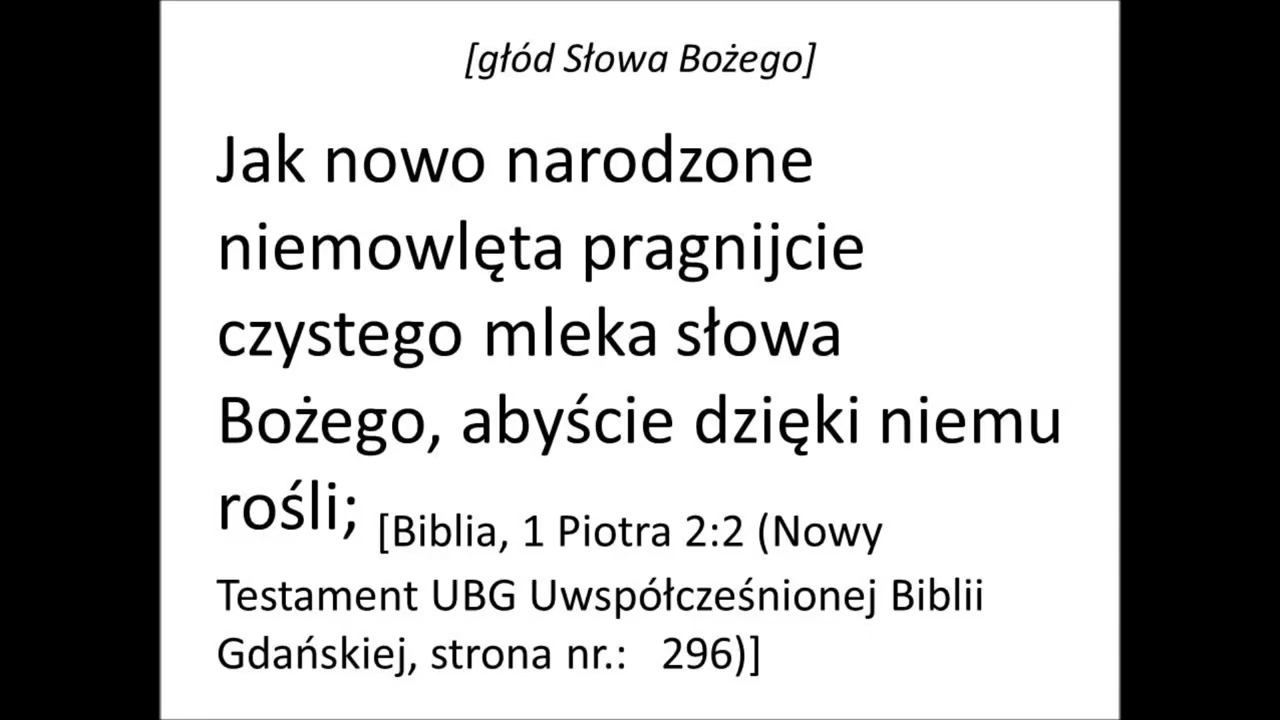 [głód Słowa Bożego]
Jak nowo narodzone
niemowlęta pragnijcie
czystego mleka słowa
Bożego, abyście dzięki niemu
rośli; [Biblia, 1 Piotra 2:2 (Nowy
Testament UBG Uwspółcześnionej Biblii
Gdańskiej, strona nr.:   296)]